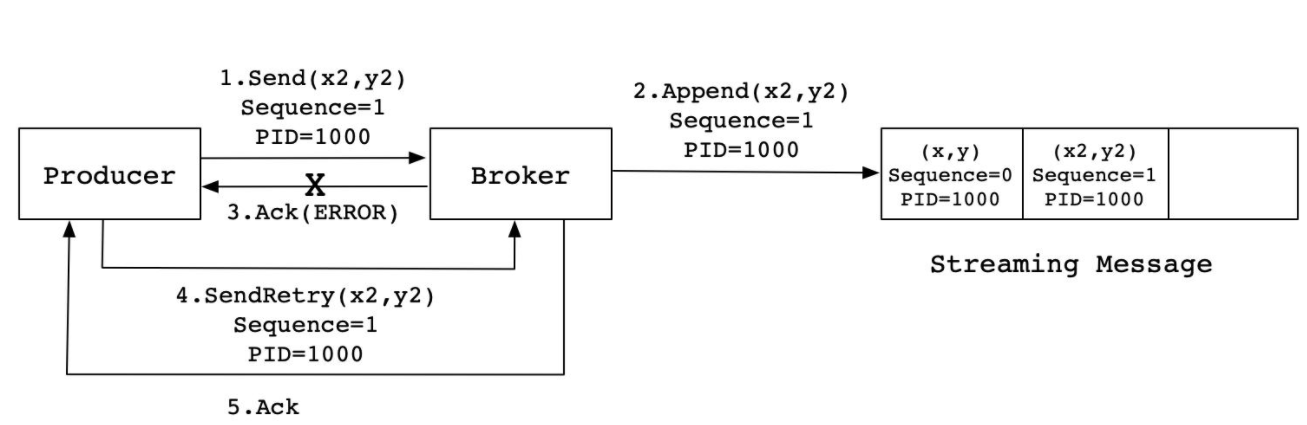 1.Send(x2,y2)
Sequence=1
PID=1000
2.Append(x2,y2)
Sequence=1
PID=1000
Producer
X
3.Ack(ERROR)
Broker
(x,y)
Sequence=0
PID=1000
(x2,y2)
Sequence=1
PID=1000
Streaming Message
4.SendRetry(x2,y2)
Sequence=1
PID=1000
5.Ack